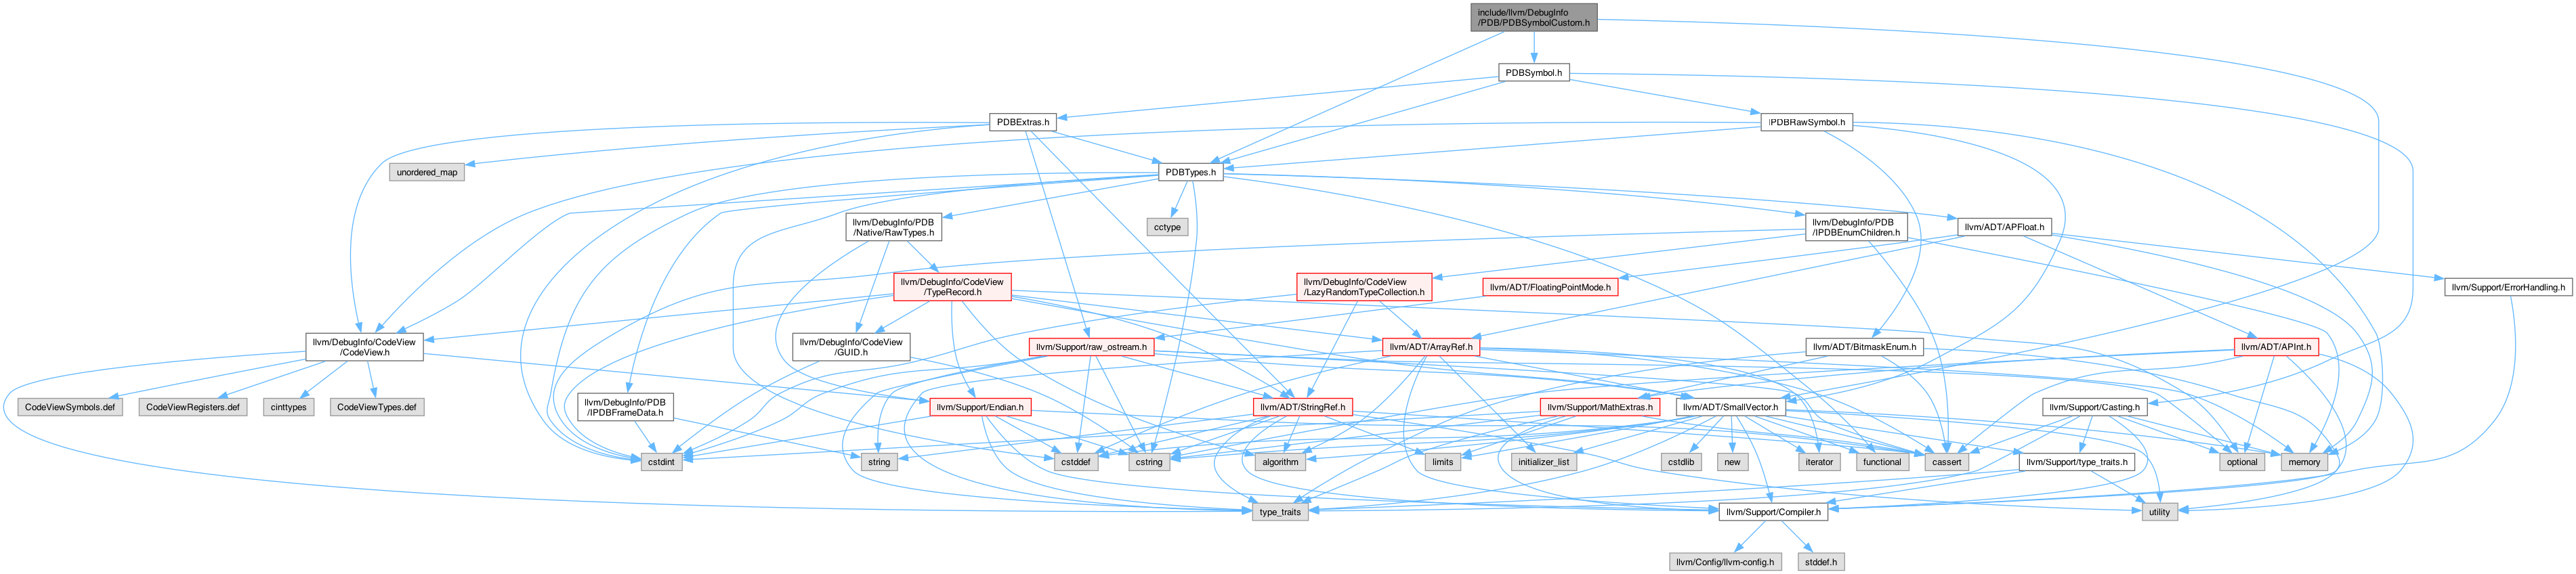 include/llvm/DebugInfo
/PDB/PDBSymbolCustom.h
PDBSymbol.h
PDBExtras.h
IPDBRawSymbol.h
unordered_map
PDBTypes.h
llvm/DebugInfo/PDB
/Native/RawTypes.h
cctype
llvm/DebugInfo/PDB
/IPDBEnumChildren.h
llvm/ADT/APFloat.h
llvm/DebugInfo/CodeView
/TypeRecord.h
llvm/DebugInfo/CodeView
/LazyRandomTypeCollection.h
llvm/ADT/FloatingPointMode.h
llvm/Support/ErrorHandling.h
llvm/DebugInfo/CodeView
/CodeView.h
llvm/DebugInfo/CodeView
/GUID.h
llvm/Support/raw_ostream.h
llvm/ADT/ArrayRef.h
llvm/ADT/BitmaskEnum.h
llvm/ADT/APInt.h
CodeViewSymbols.def
CodeViewRegisters.def
cinttypes
CodeViewTypes.def
llvm/DebugInfo/PDB
/IPDBFrameData.h
llvm/Support/Endian.h
llvm/ADT/StringRef.h
llvm/Support/MathExtras.h
llvm/ADT/SmallVector.h
llvm/Support/Casting.h
cstdint
string
cstddef
cstring
algorithm
limits
initializer_list
cstdlib
new
iterator
functional
cassert
llvm/Support/type_traits.h
optional
memory
type_traits
llvm/Support/Compiler.h
utility
llvm/Config/llvm-config.h
stddef.h